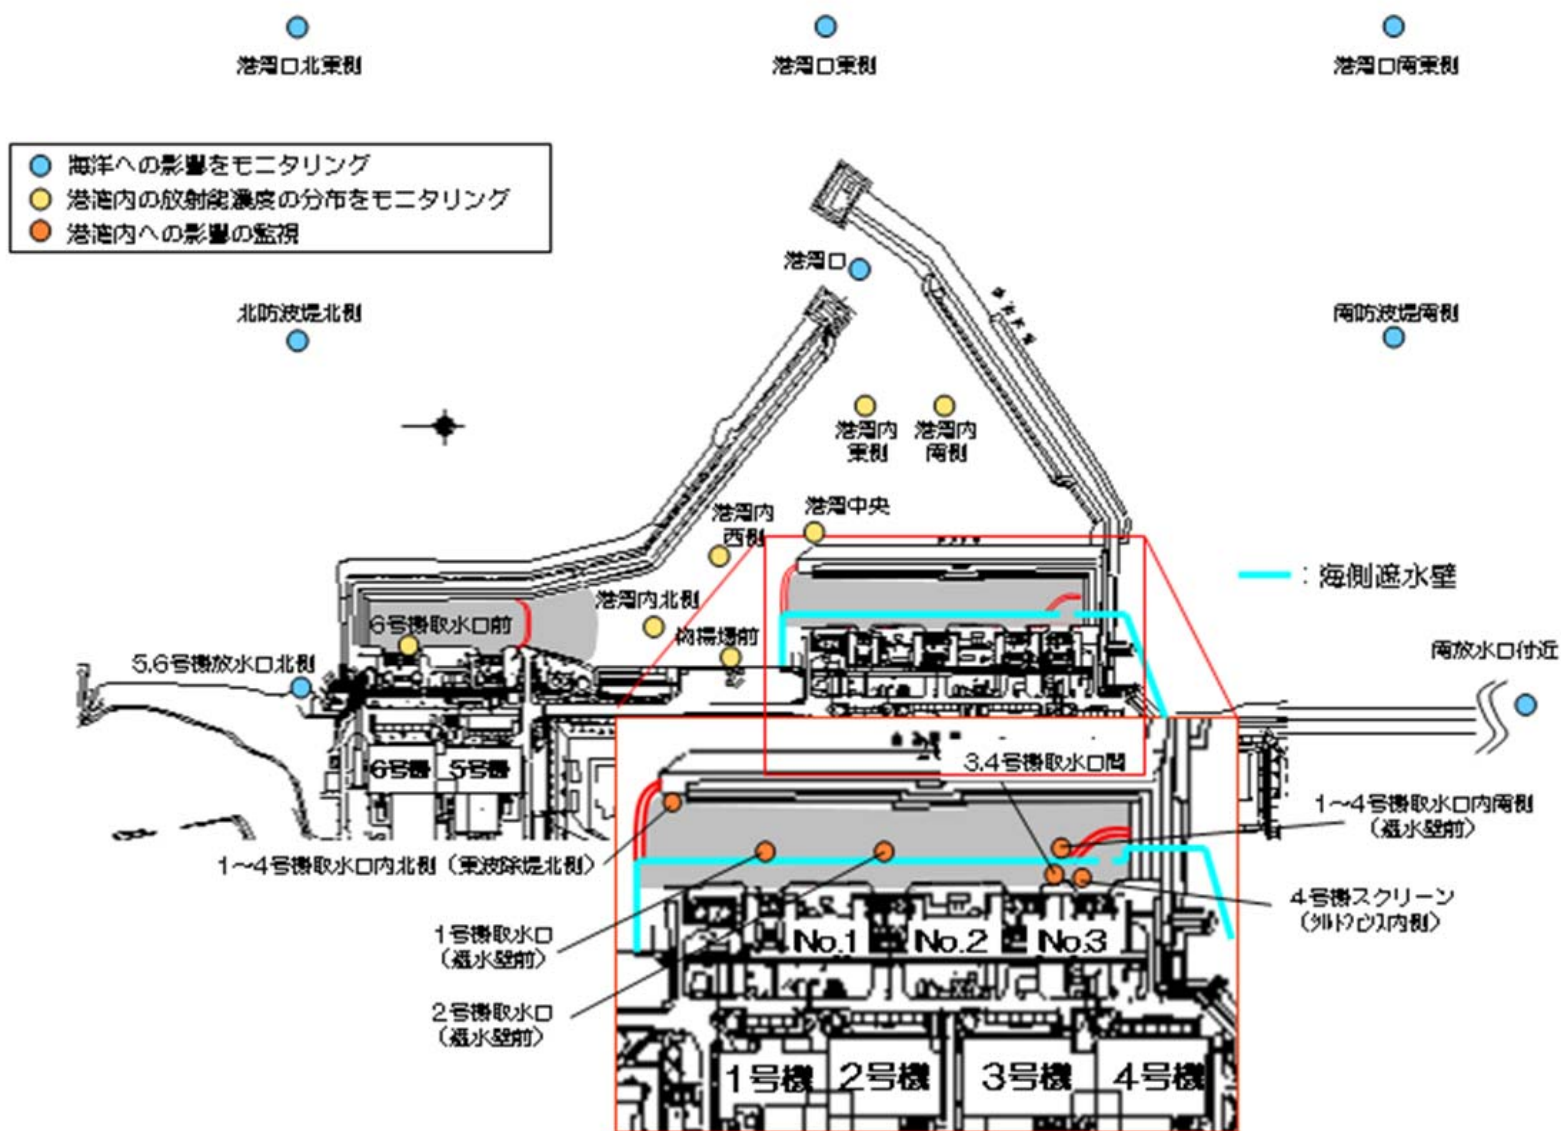 港湾口北東側
港湾口東側
港湾口南東側
海洋への影響をモニタリング
港湾内の放射能濃度の分布をモニタリング
港湾内への影響の監視
港湾口
北防波堤北側
南防波堤南側
港湾内
東側
港湾内
南側
港湾中央
港湾内
西側
：海側遮水壁
港湾内北側
6号機取水口前
物揚場前
5.6号機放水口北側
南放水口付近
6号機
5号機
3.4号機取水口間
1〜4号機取水口内南側
（遮水壁前）
1〜4号機取水口内北側（東波除堤北側）
4号機スクリーン
（ｼﾙﾄﾌｪﾝｽ内側）
1号機取水口
（遮水壁前）
No.1
No.2
No.3
2号機取水口
（遮水壁前）
1号機
2号機
3号機
4号機